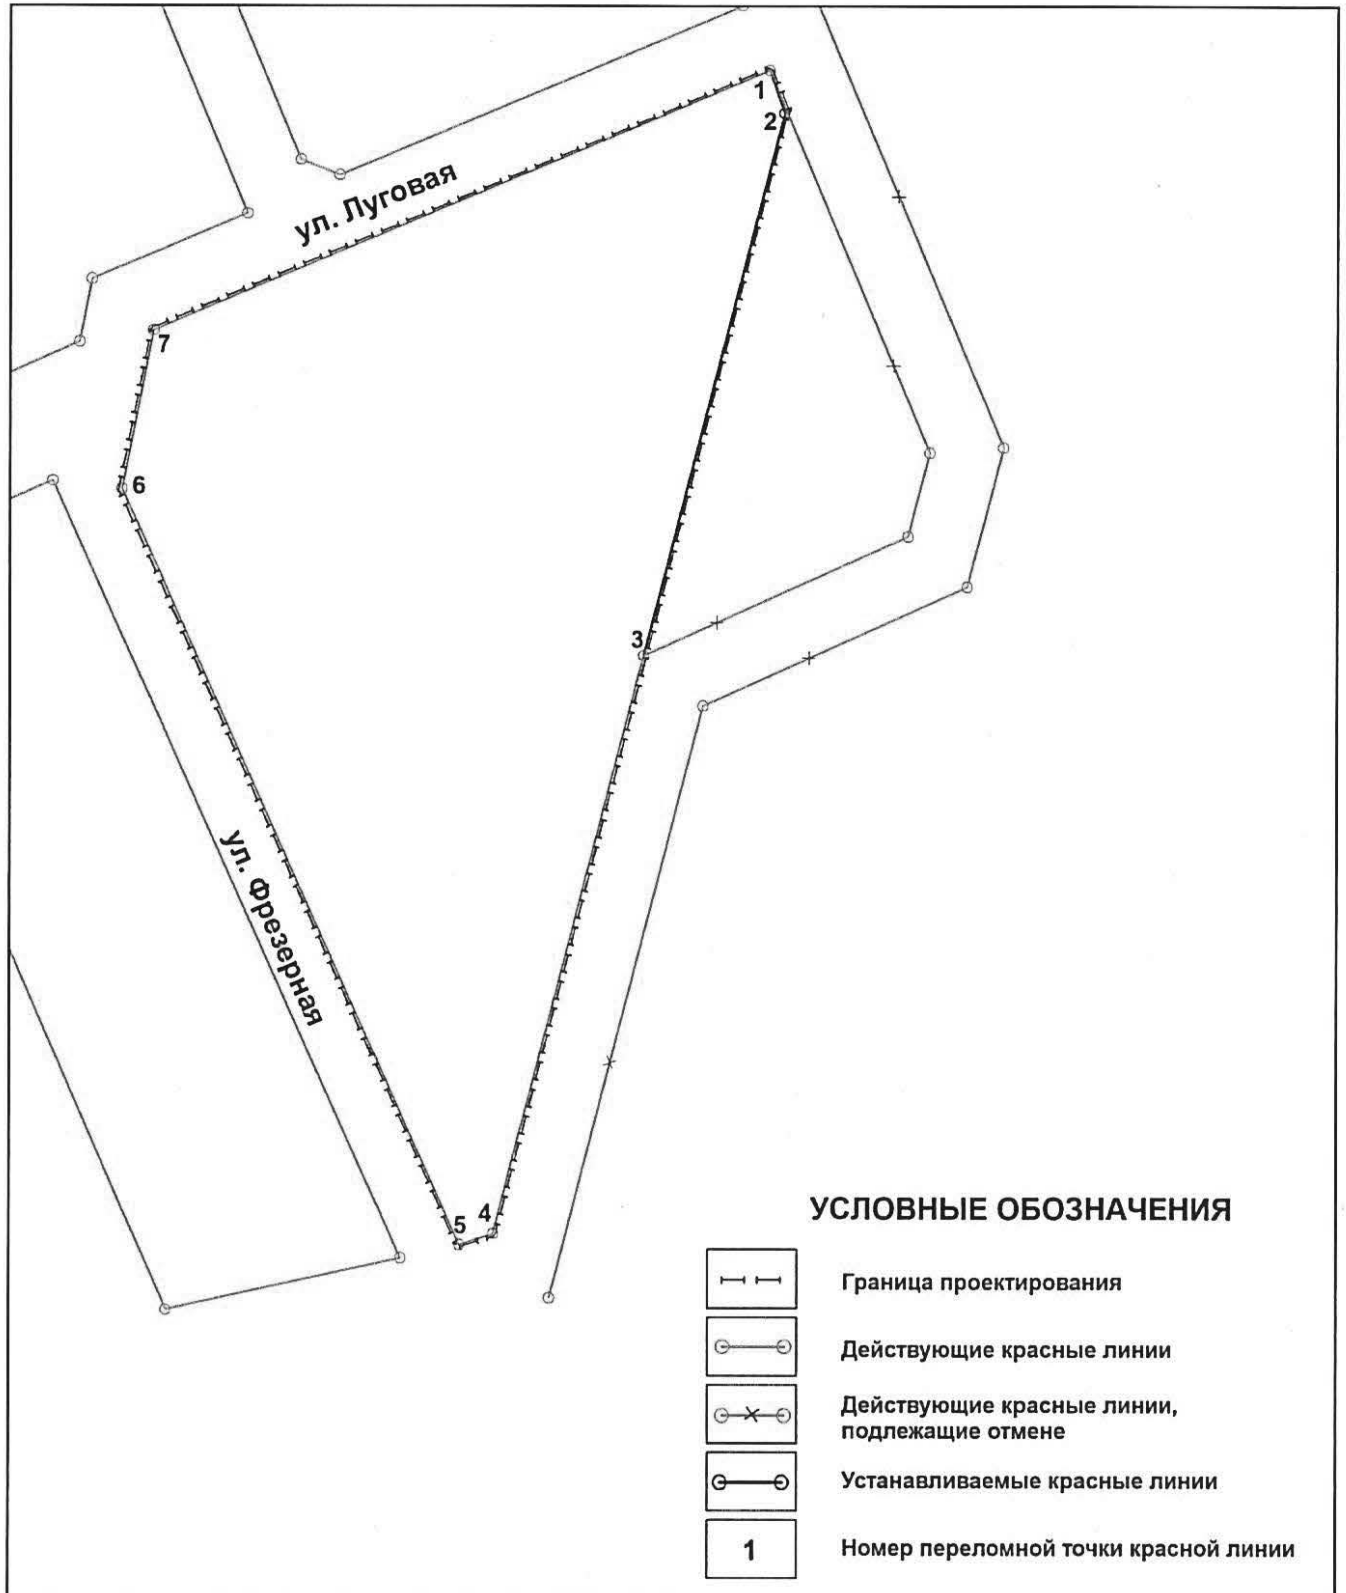 1
2
ул. Луговая
7
6
3
ул. Фрезерная
4
5
УСЛОВНЫЕ ОБОЗНАЧЕНИЯ
Граница проектирования
Действующие красные линии
Действующие красные линии,
подлежащие отмене
Устанавливаемые красные линии
1
Номер переломной точки красной линии